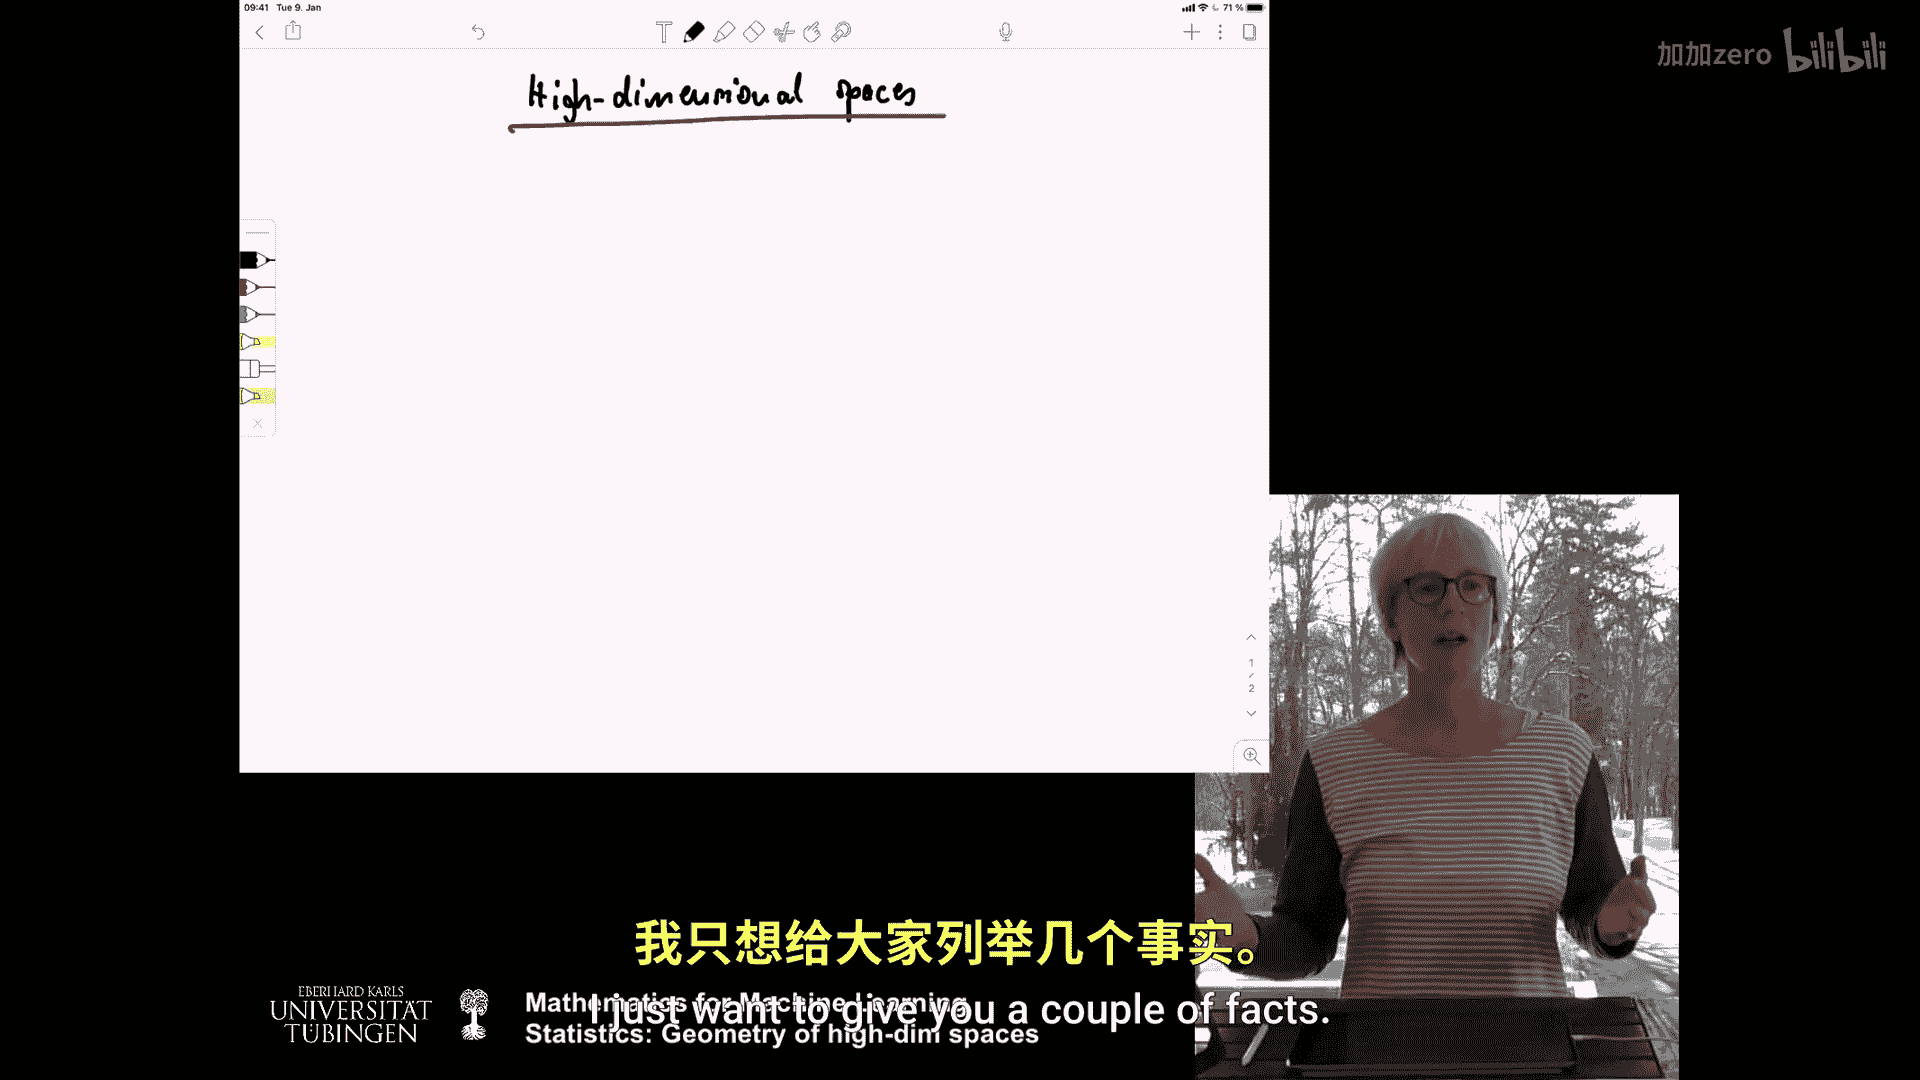 09:41 Tue 9. Jan
71 %
加加zero bilibili
T
High-dimensional spaces
1
2
我只想给大家列举几个事实。
I just want to give you a couple of facts.
EBERHARD KARLS
UNIVERSITÄT
TÜBINGEN
Mathematics for Machine Learning
Statistics: Geometry of high-dim spaces